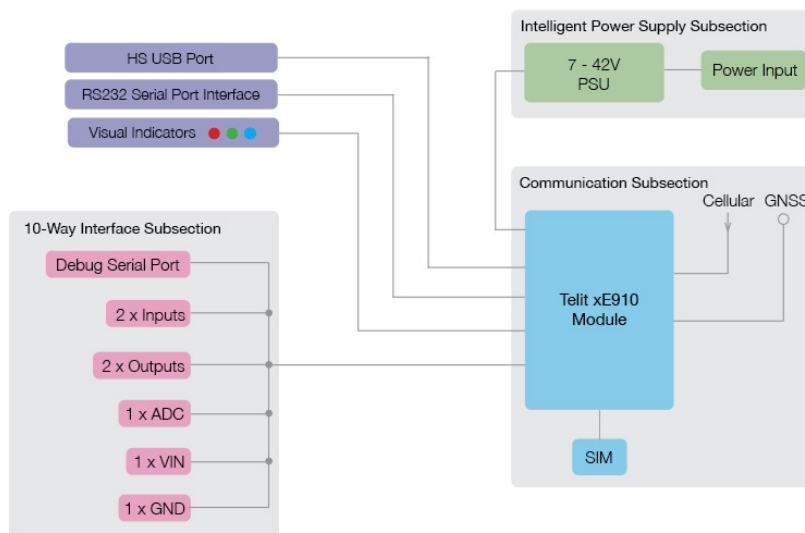 Intelligent Power Supply Subsection
HS USB Port
7 - 42V
PSU
Power Input
RS232 Serial Port Interface
Visual Indicators
Communication Subsection
Cellular GNSS
10-Way Interface Subsection
Debug Serial Port
2 x Inputs
2 x Outputs
1 x ADC
1 x VIN
1 x GND
Telit xE910
Module
SIM